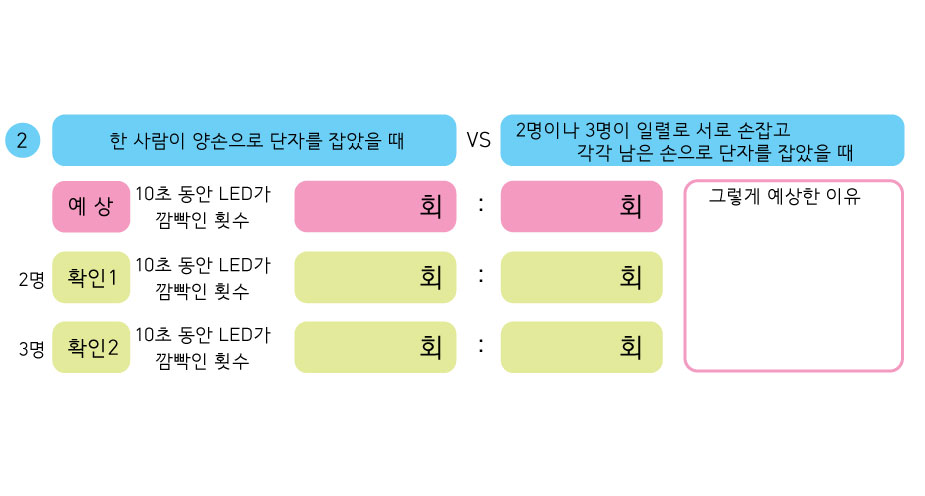 2
한 사람이 양손으로 단자를 잡았을 때
VS
2명이나 3명이 일렬로 서로 손잡고
각각 남은 손으로 단자를 잡았을 때
예 상
10초 동안 LED가
깜빡인 횟수
회
:
회
그렇게 예상한 이유
2명
확인1
10초 동안 LED가
깜빡인 횟수
회
:
회
3명
확인2
10초 동안 LED가
깜빡인 횟수
회
:
회